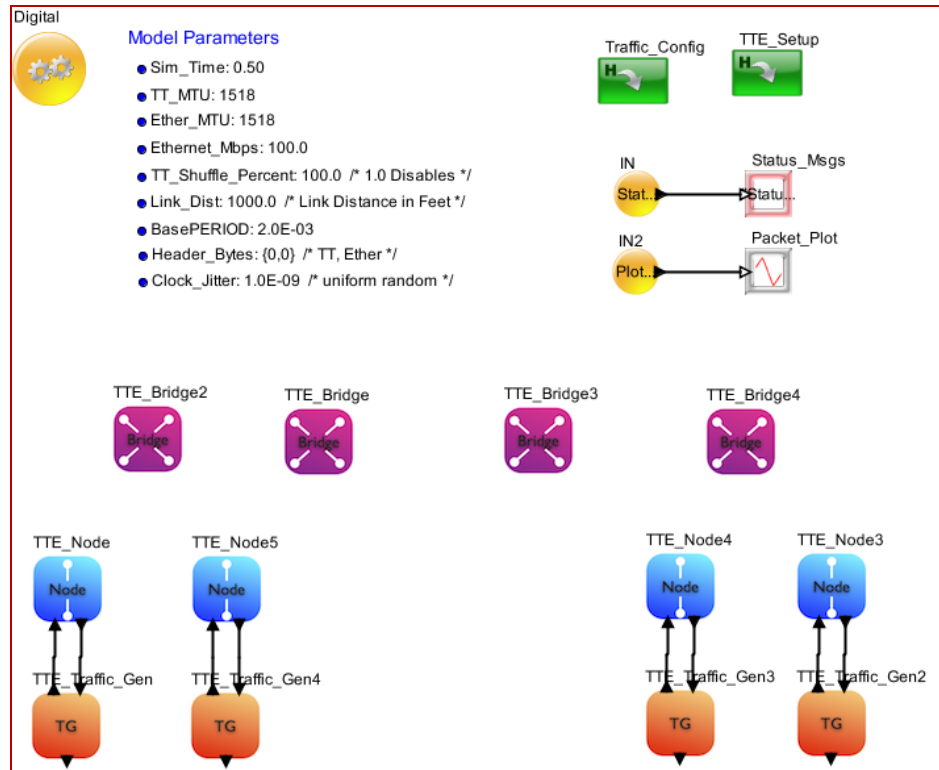 Digital
Model Parameters
Sim_Time: 0.50
TT_MTU: 1518
Ether_MTU: 1518
Ethernet_Mbps: 100.0
TT_Shuffle_Percent: 100.0 /* 1.0 Disables */
Link_Dist: 1000.0 /* Link Distance in Feet */
BasePERIOD: 2.0E-03
Header_Bytes: {0,0} /* TT, Ether */
Clock_Jitter: 1.0E-09 /* uniform random */
Traffic_Config
TTE_Setup
H
H
IN
Status_Msgs
Stat...
Statu...
IN2
Packet_Plot
Plot...
TTE_Bridge2
TTE_Bridge
TTE_Bridge3
TTE_Bridge4
Bridge
Bridge
Bridge
Bridge
TTE_Node
TTE_Node5
TTE_Node4
TTE_Node3
Node
Node
Node
Node
TTE_Traffic_Gen
TTE_Traffic_Gen4
TTE_Traffic_Gen3
TTE_Traffic_Gen2
TG
TG
TG
TG